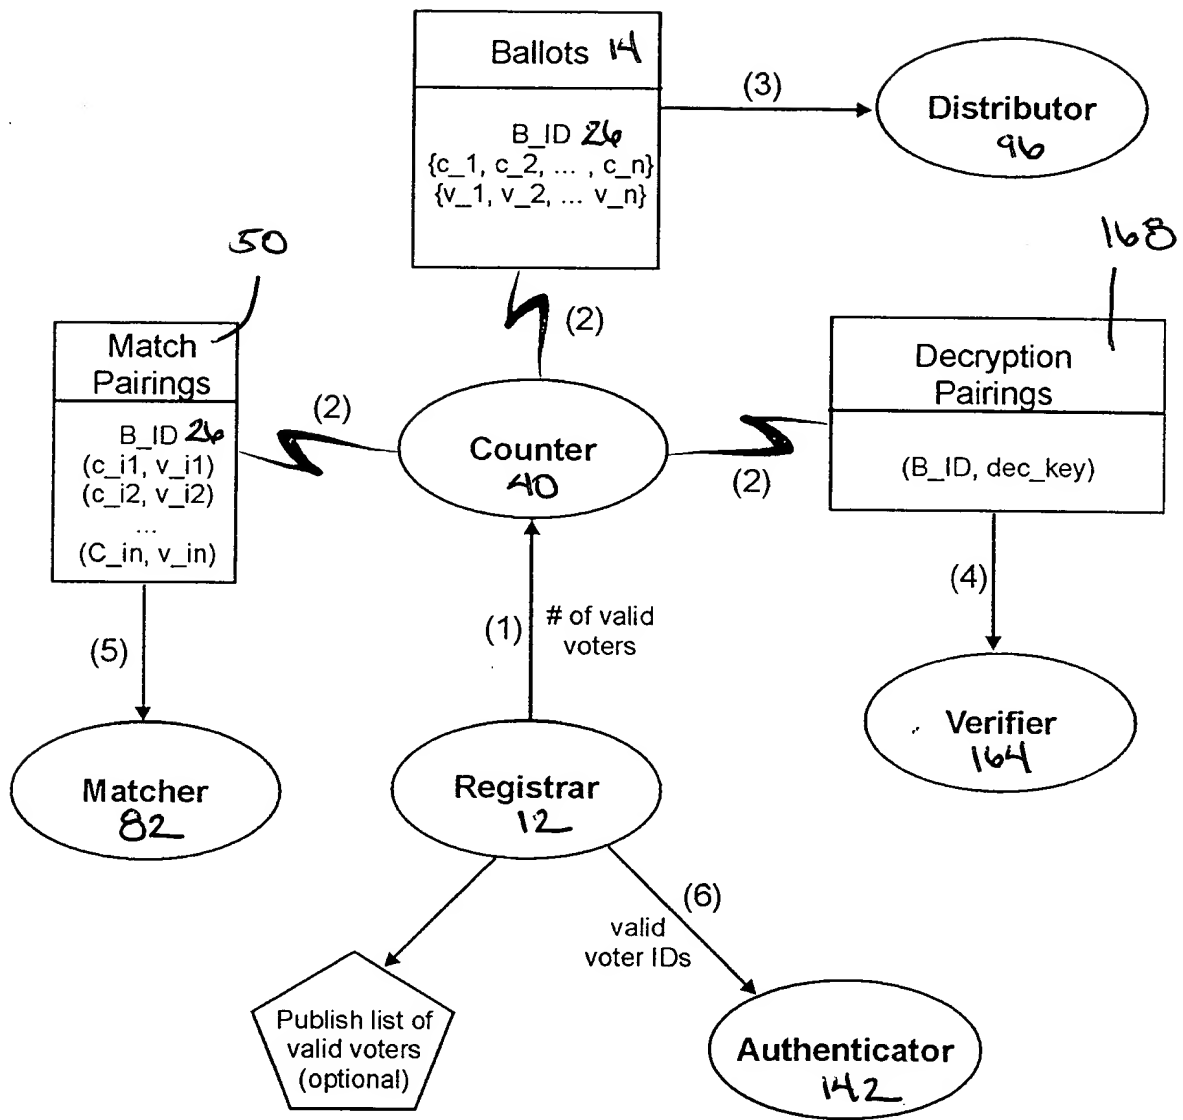 Ballots 14
B_ID 26
{c_1, c_2, ... , c_n}
{v_1, v_2, ... v_n}
(3)
Distributor
96
50
168
(2)
Match
Pairings
B_ID 26
(c_i1, v_i1)
(c_i2, v_i2)
...
(C_in, v_in)
(2)
Counter
40
(2)
Decryption
Pairings
(B_ID, dec_key)
(5)
(1)
# of valid
voters
(4)
Matcher
82
Registrar
12
Verifier
164
(6)
valid
voter IDs
Publish list of
valid voters
(optional)
Authenticator
142